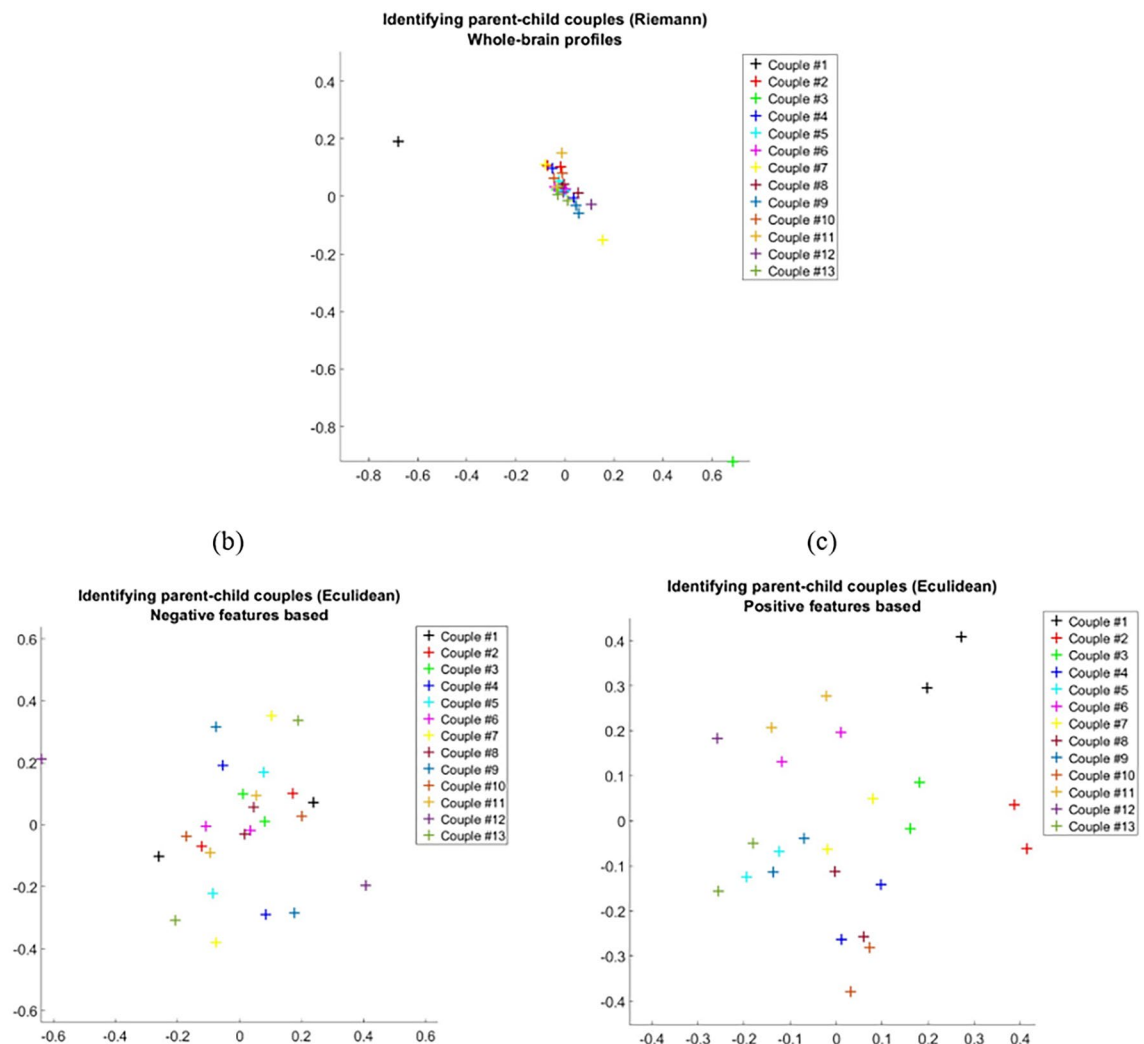 Identifying parent-child couples (Riemann)
Whole-brain profiles
0.4
0.2
0
-0.2
-0.4
-0.6
-0.8
-0.8 -0.6 -0.4 -0.2 0 0.2 0.4 0.6
Couple #1
Couple #2
Couple #3
Couple #4
Couple #5
Couple #6
Couple #7
Couple #8
Couple #9
Couple #10
Couple #11
Couple #12
Couple #13
(b)
Identifying parent-child couples (Eculidean)
Negative features based
0.6
0.4
0.2
0
-0.2
-0.4
-0.6
-0.6 -0.4 -0.2 0 0.2 0.4 0.6
Couple #1
Couple #2
Couple #3
Couple #4
Couple #5
Couple #6
Couple #7
Couple #8
Couple #9
Couple #10
Couple #11
Couple #12
Couple #13
(c)
Identifying parent-child couples (Eculidean)
Positive features based
0.4
0.3
0.2
0.1
0
-0.1
-0.2
-0.3
-0.4
-0.4 -0.3 -0.2 -0.1 0 0.1 0.2 0.3 0.4
Couple #1
Couple #2
Couple #3
Couple #4
Couple #5
Couple #6
Couple #7
Couple #8
Couple #9
Couple #10
Couple #11
Couple #12
Couple #13